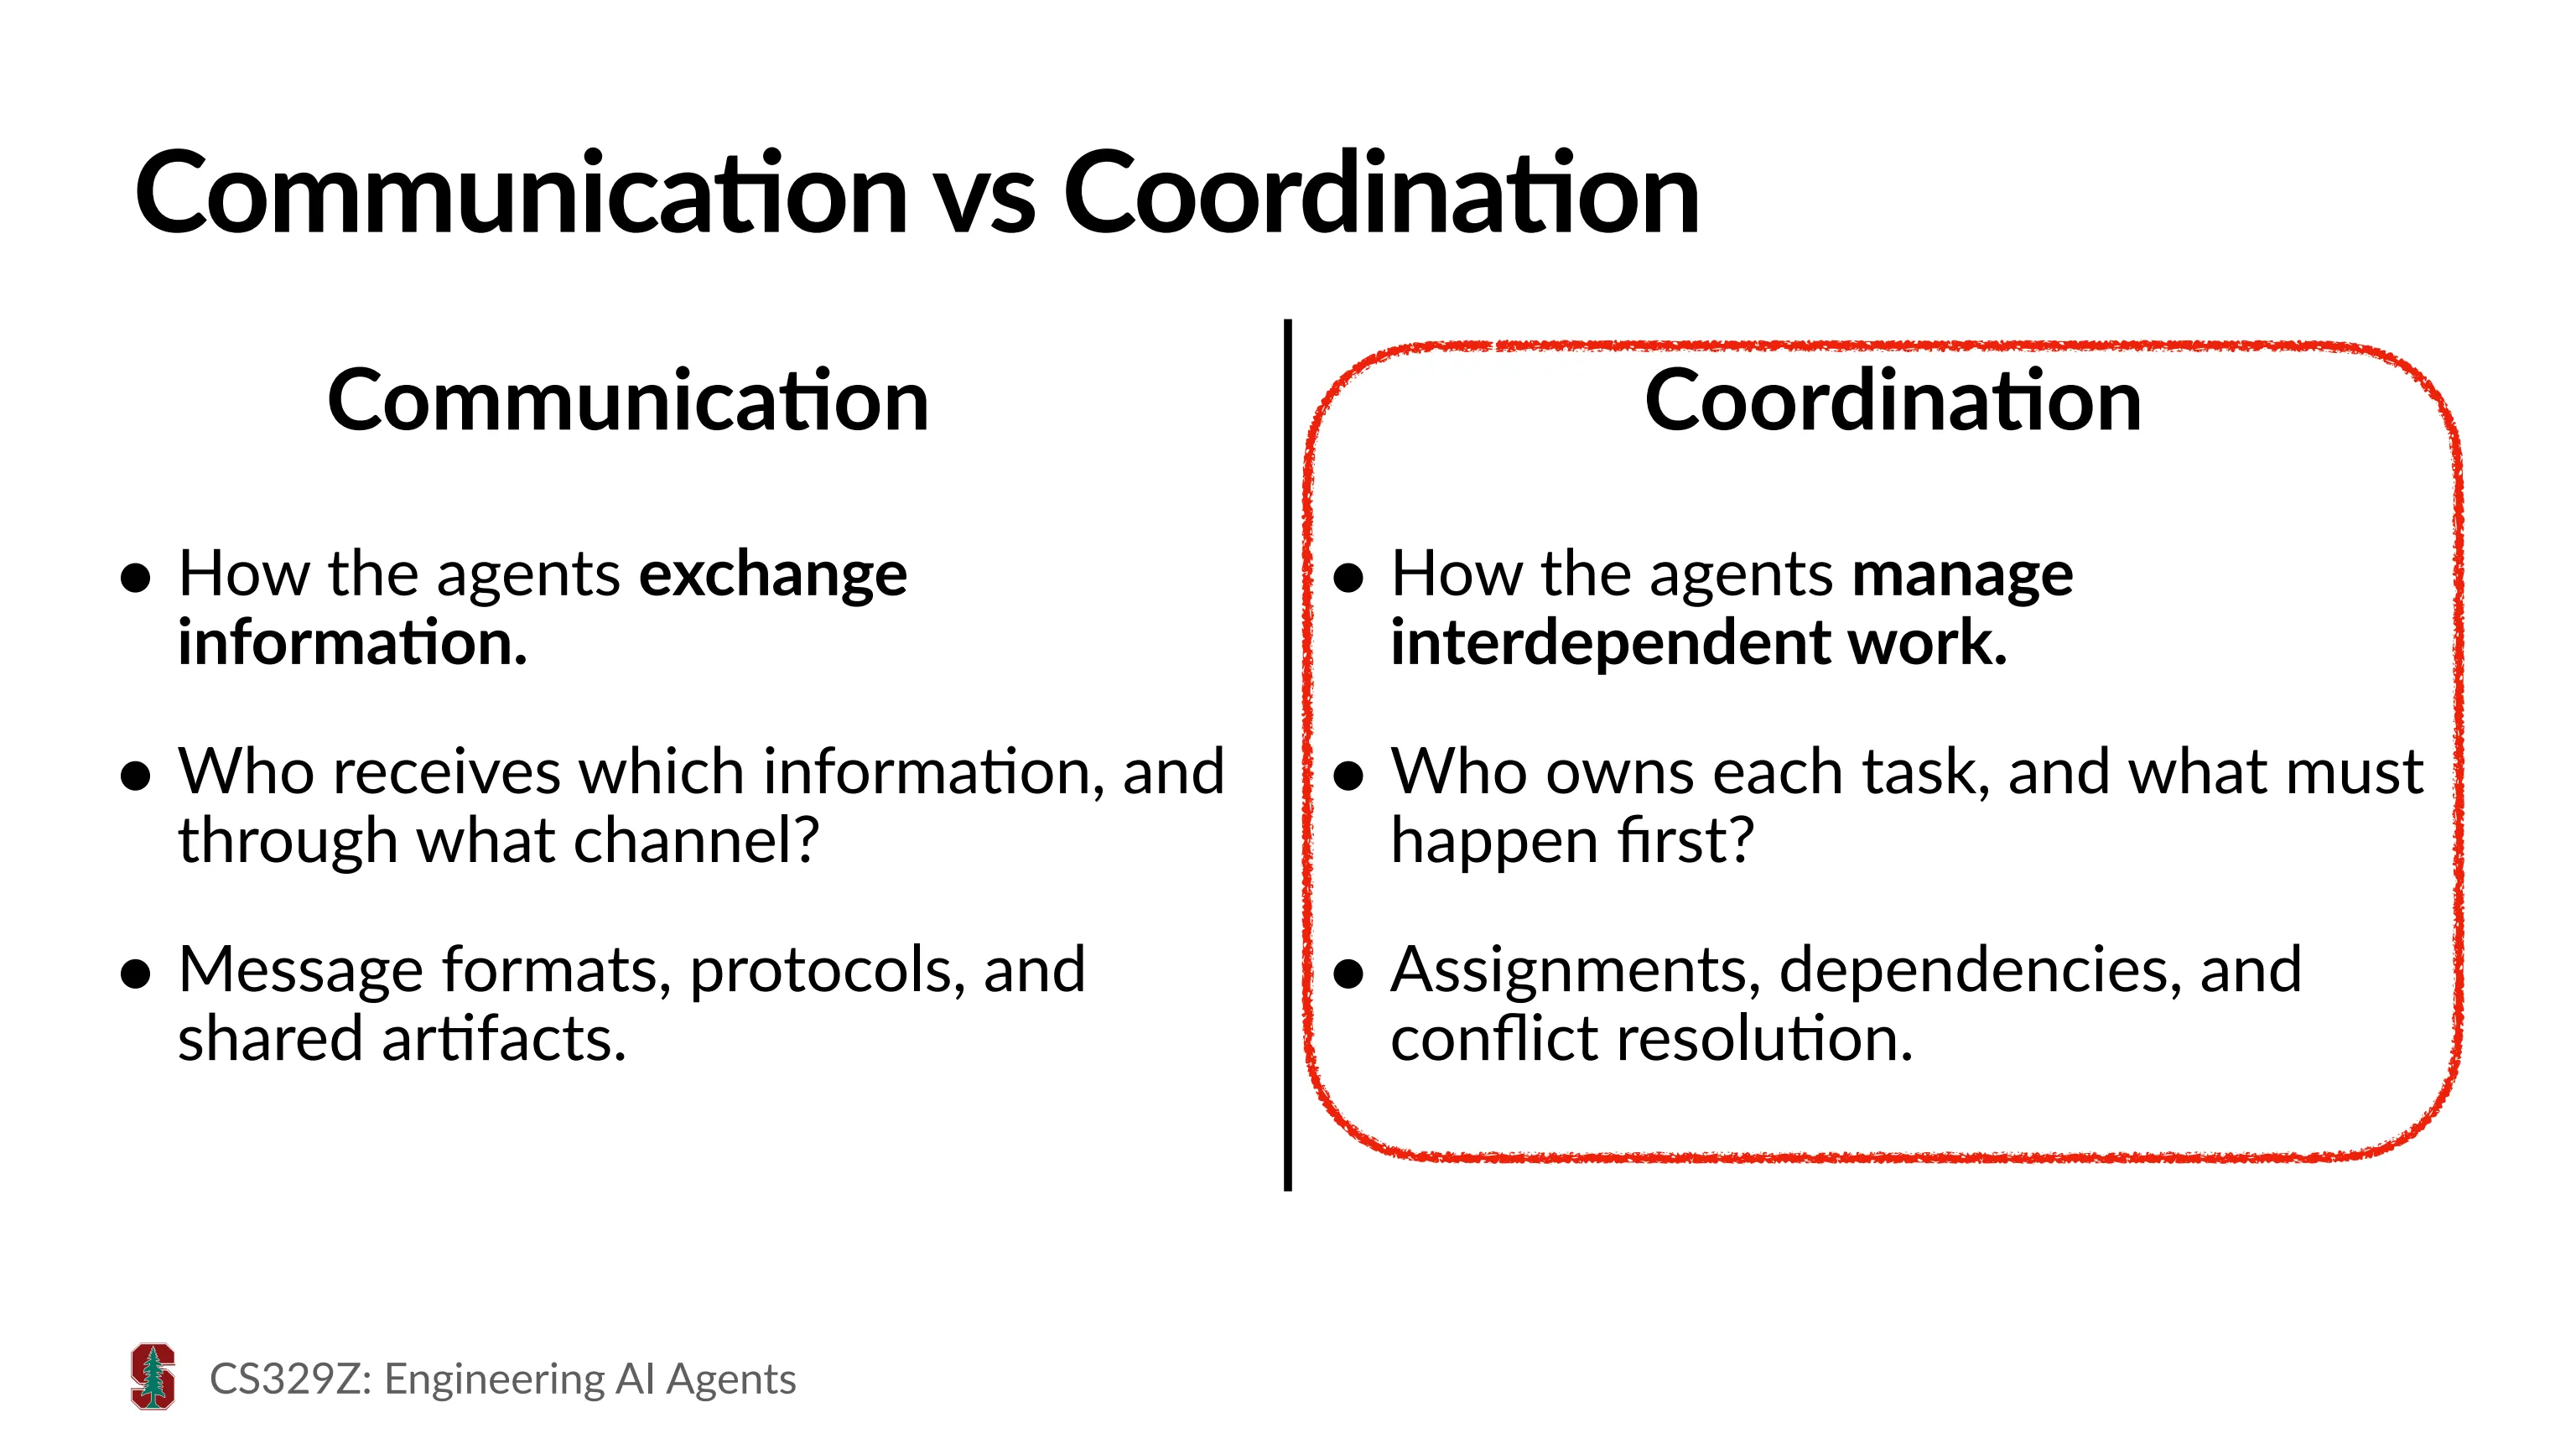 Communication vs Coordination
Communication
● How the agents exchange
information.
● Who receives which information, and
through what channel?
● Message formats, protocols, and
shared artifacts.
Coordination
● How the agents manage
interdependent work.
● Who owns each task, and what must
happen first?
● Assignments, dependencies, and
conflict resolution.
CS329Z: Engineering AI Agents